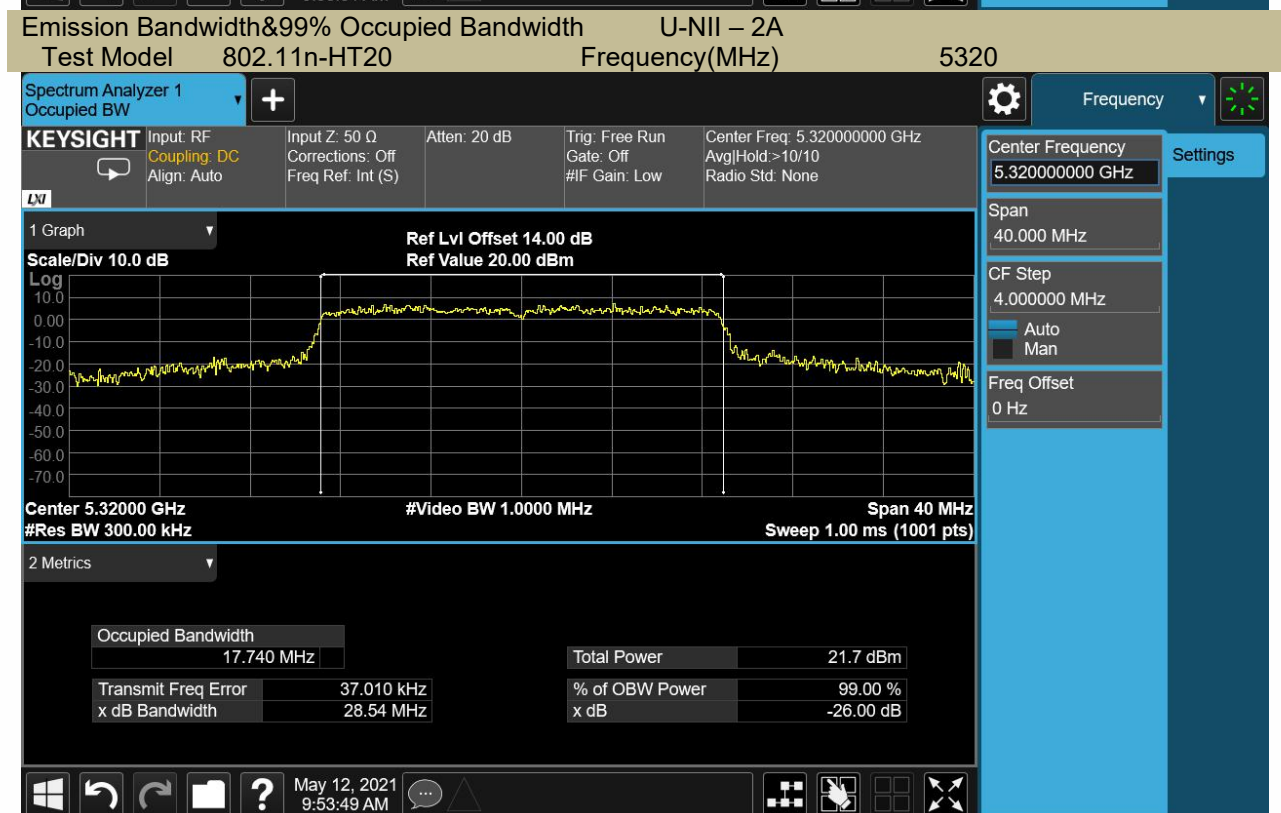 Emission Bandwidth&99% Occupied Bandwidth U-NII – 2A
Test Model 802.11n-HT20 Frequency(MHz) 5320
Spectrum Analyzer 1
Occupied BW
+
Frequency
KEYSIGHT
LXI
Input: RF
Coupling: DC
Align: Auto
Input Z: 50 Ω
Corrections: Off
Freq Ref: Int (S)
Atten: 20 dB
Trig: Free Run
Gate: Off
#IF Gain: Low
Center Freq: 5.320000000 GHz
Avg|Hold:>10/10
Radio Std: None
Center Frequency
5.320000000 GHz
Settings
Span
40.000 MHz
CF Step
4.000000 MHz
Auto
Man
Freq Offset
0 Hz
1 Graph
Scale/Div 10.0 dB
Ref Lvl Offset 14.00 dB
Ref Value 20.00 dBm
Log
10.0
0.00
-10.0
-20.0
-30.0
-40.0
-50.0
-60.0
-70.0
Center 5.32000 GHz
#Res BW 300.00 kHz
#Video BW 1.0000 MHz
Span 40 MHz
Sweep 1.00 ms (1001 pts)
2 Metrics
Occupied Bandwidth
17.740 MHz
Total Power 21.7 dBm
Transmit Freq Error 37.010 kHz
% of OBW Power 99.00 %
x dB Bandwidth 28.54 MHz
x dB -26.00 dB
?
May 12, 2021
9:53:49 AM